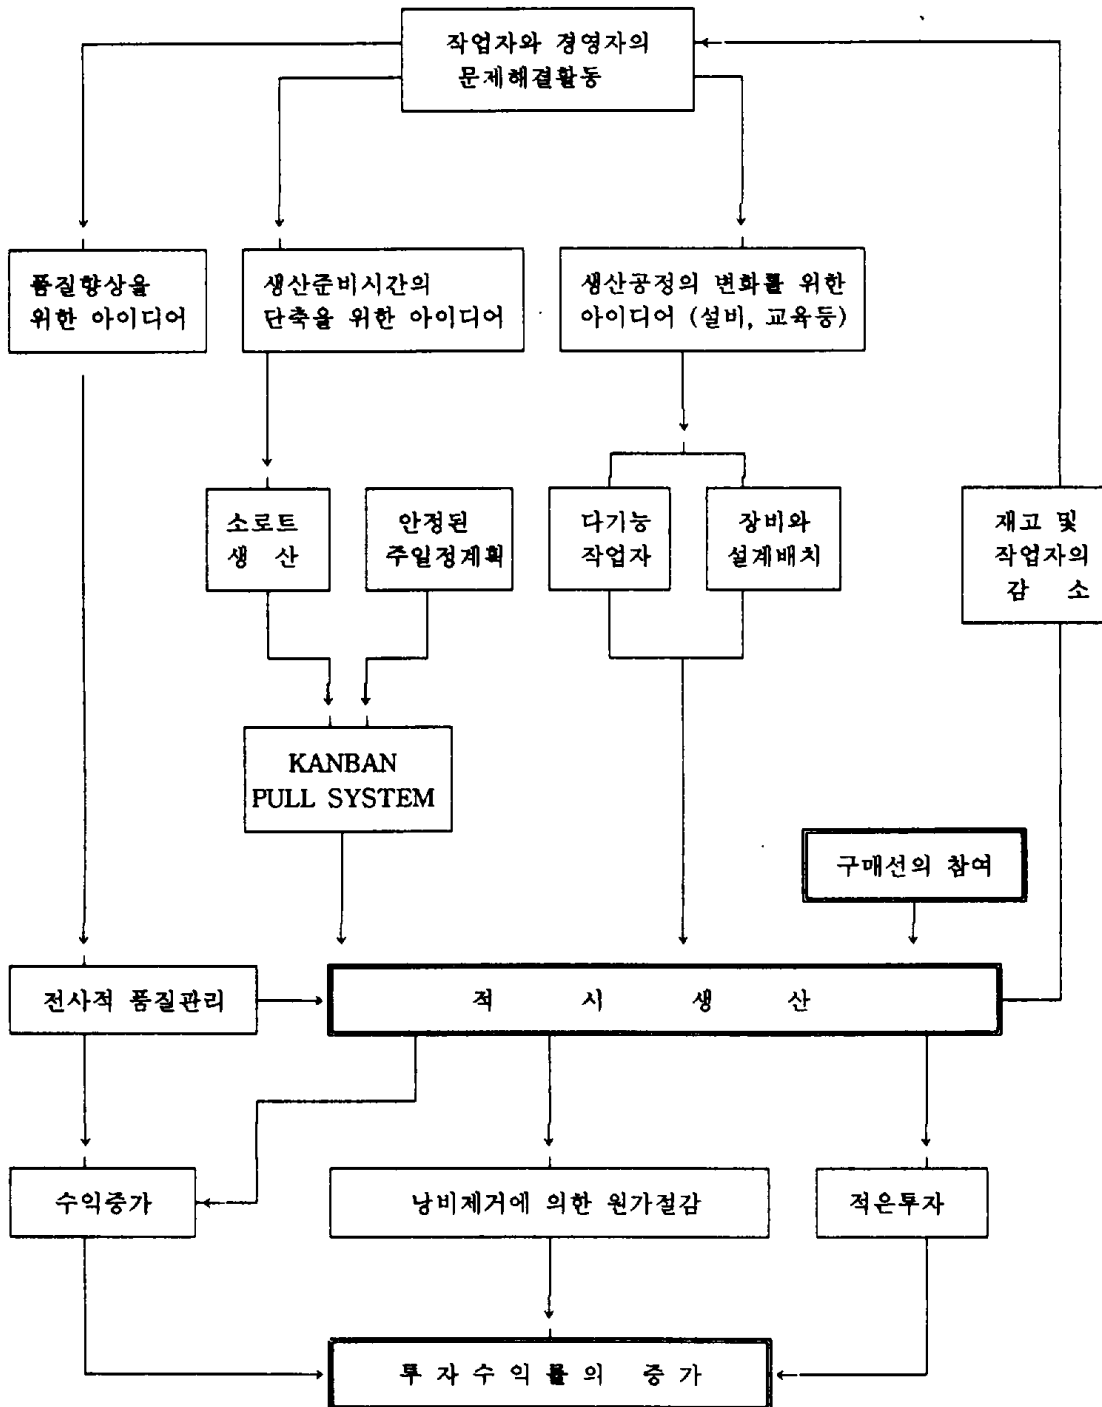 작업자와 경영자의
문제해결활동
품질향상을
위한 아이디어
생산준비시간의
단축을 위한 아이디어
생산공정의 변화를 위한
아이디어 (설비, 교육등)
소로트
생 산
안정된
주일정계획
다기능
작업자
장비와
설계배치
재고 및
작업자의
감 소
KANBAN
PULL SYSTEM
구매선의 참여
전사적 품질관리
적 시 생 산
수익증가
낭비제거에 의한 원가절감
적은투자
투자수익률의 증가